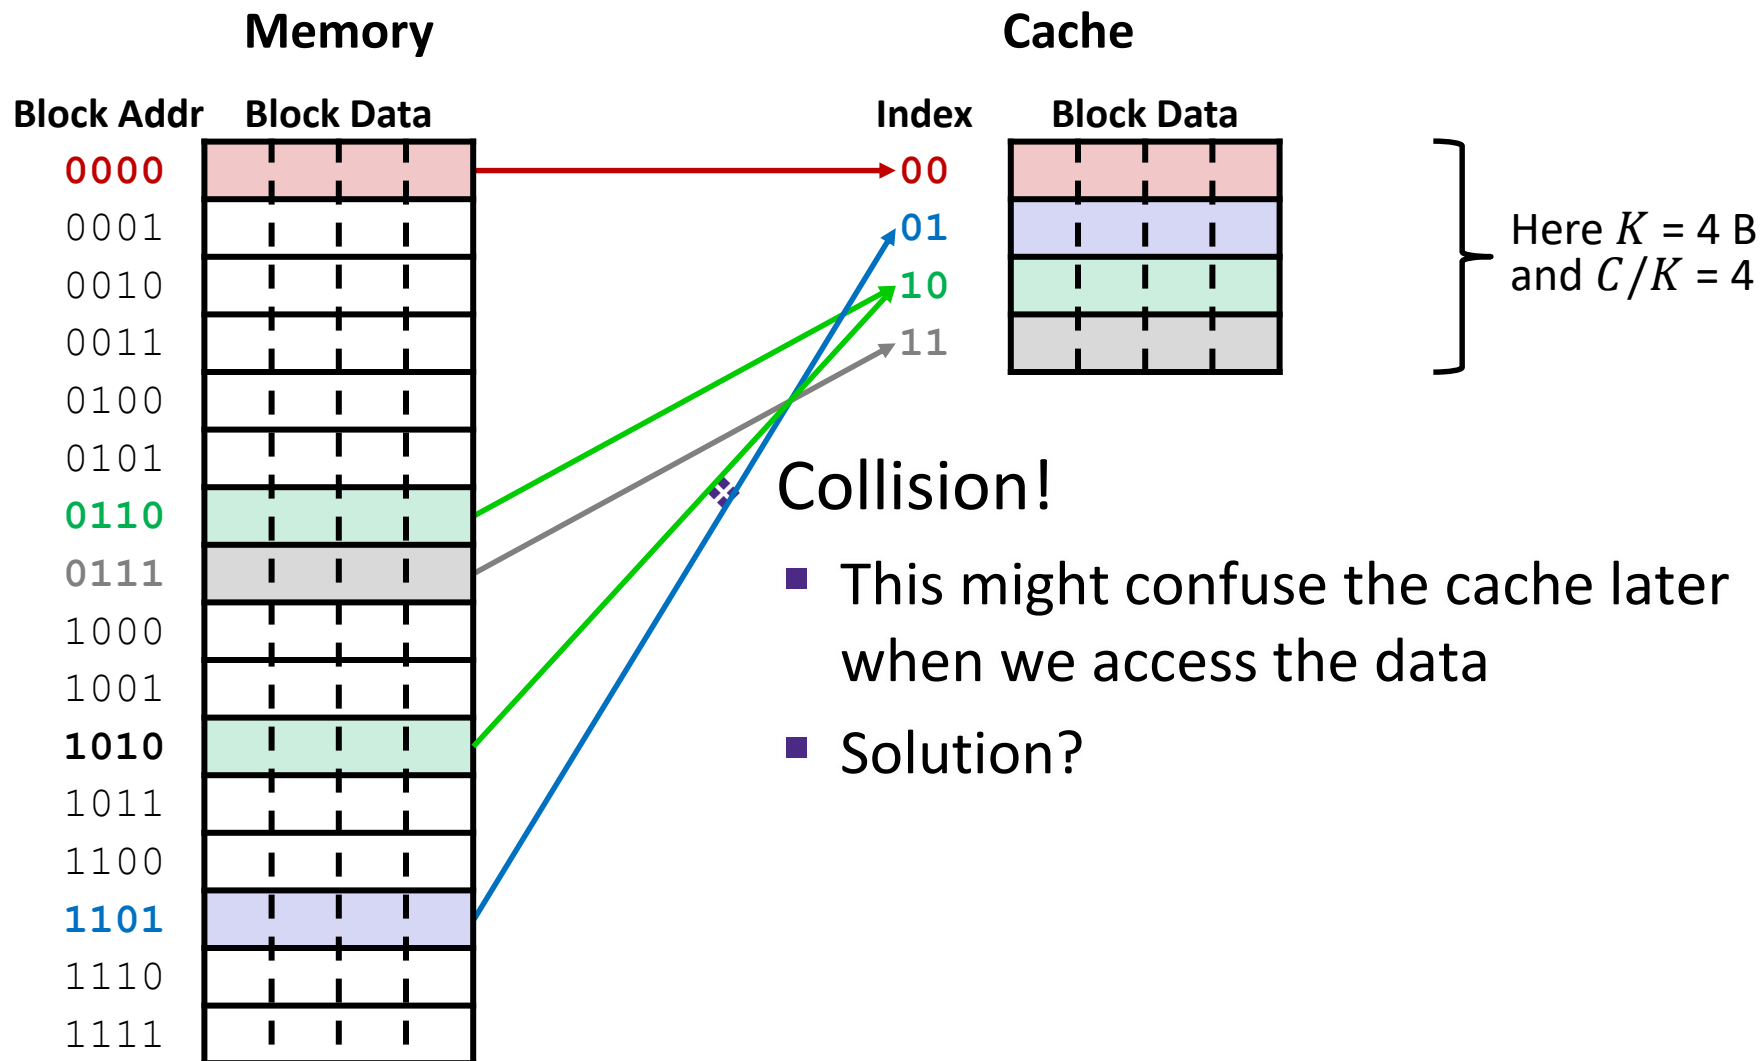 Memory
Cache
Block Addr Block Data
Index Block Data
0000
0001
0010
0011
0100
0101
0110
0111
1000
1001
1010
1011
1100
1101
1110
1111
00
01
10
11
Here K = 4 B
and C/K = 4
Collision!
This might confuse the cache later
when we access the data
Solution?